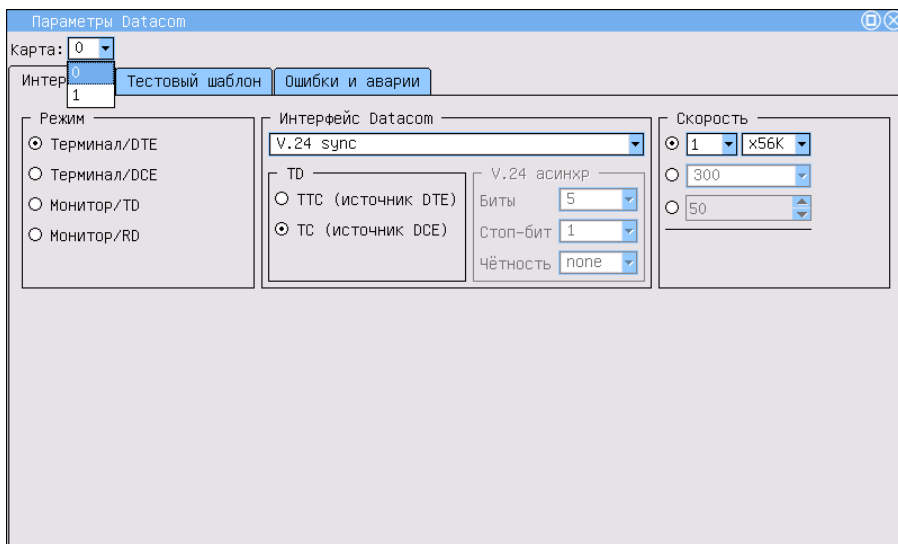 Параметры Datacom
Карта: 0
0
1
Интер Тестовый шаблон Ошибки и аварии
Режим Интерфейс Datacom Скорость
Терминал/DTE V.24 sync 1 x56K
Терминал/DCE TD V.24 асинхр 300
Монитор/TD TTC (источник DTE) Биты 5 50
Монитор/RD TC (источник DCE) Стоп-бит 1
Чётность none